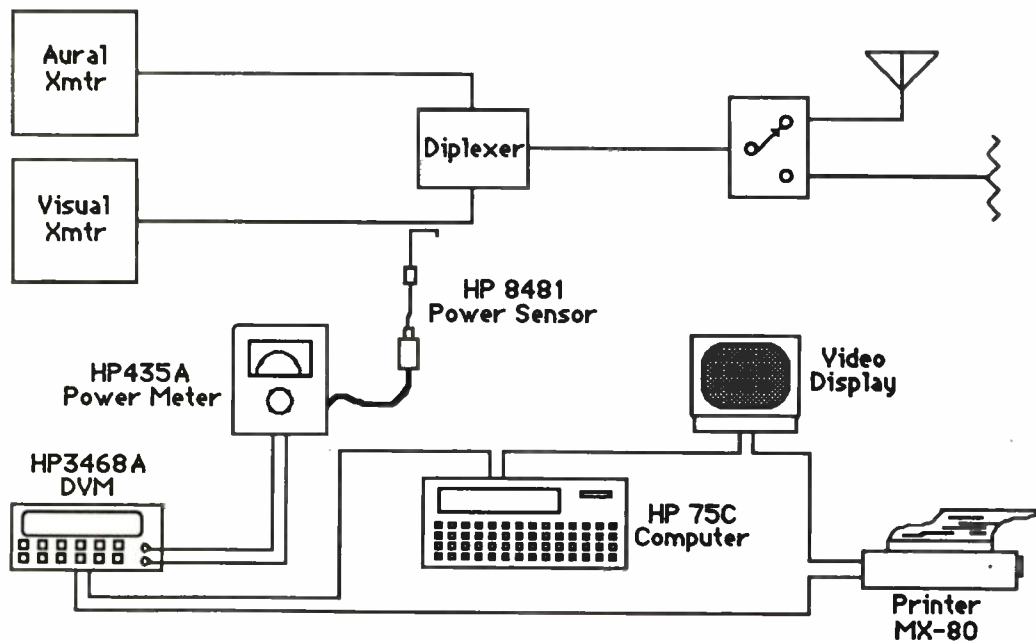 Aural
Xmtr
Diplexer
Visual
Xmtr
HP 8481
Power Sensor
HP435A
Power Meter
Video
Display
HP3468A
DVM
HP 75C
Computer
Printer
MX-80